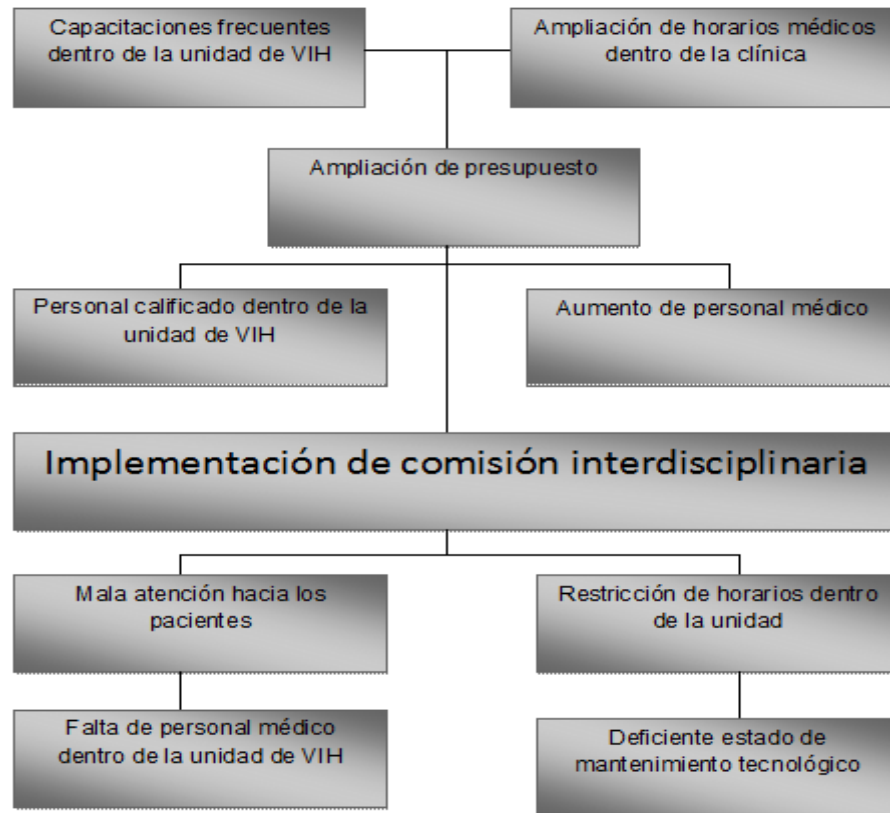 Capacitaciones frecuentes
dentro de la unidad de VIH
Ampliación de horarios médicos
dentro de la clínica
Ampliación de presupuesto
Personal calificado dentro de la
unidad de VIH
Aumento de personal médico
Implementación de comisión interdisciplinaria
Mala atención hacia los
pacientes
Restricción de horarios dentro
de la unidad
Falta de personal médico
dentro de la unidad de VIH
Deficiente estado de
mantenimiento tecnológico